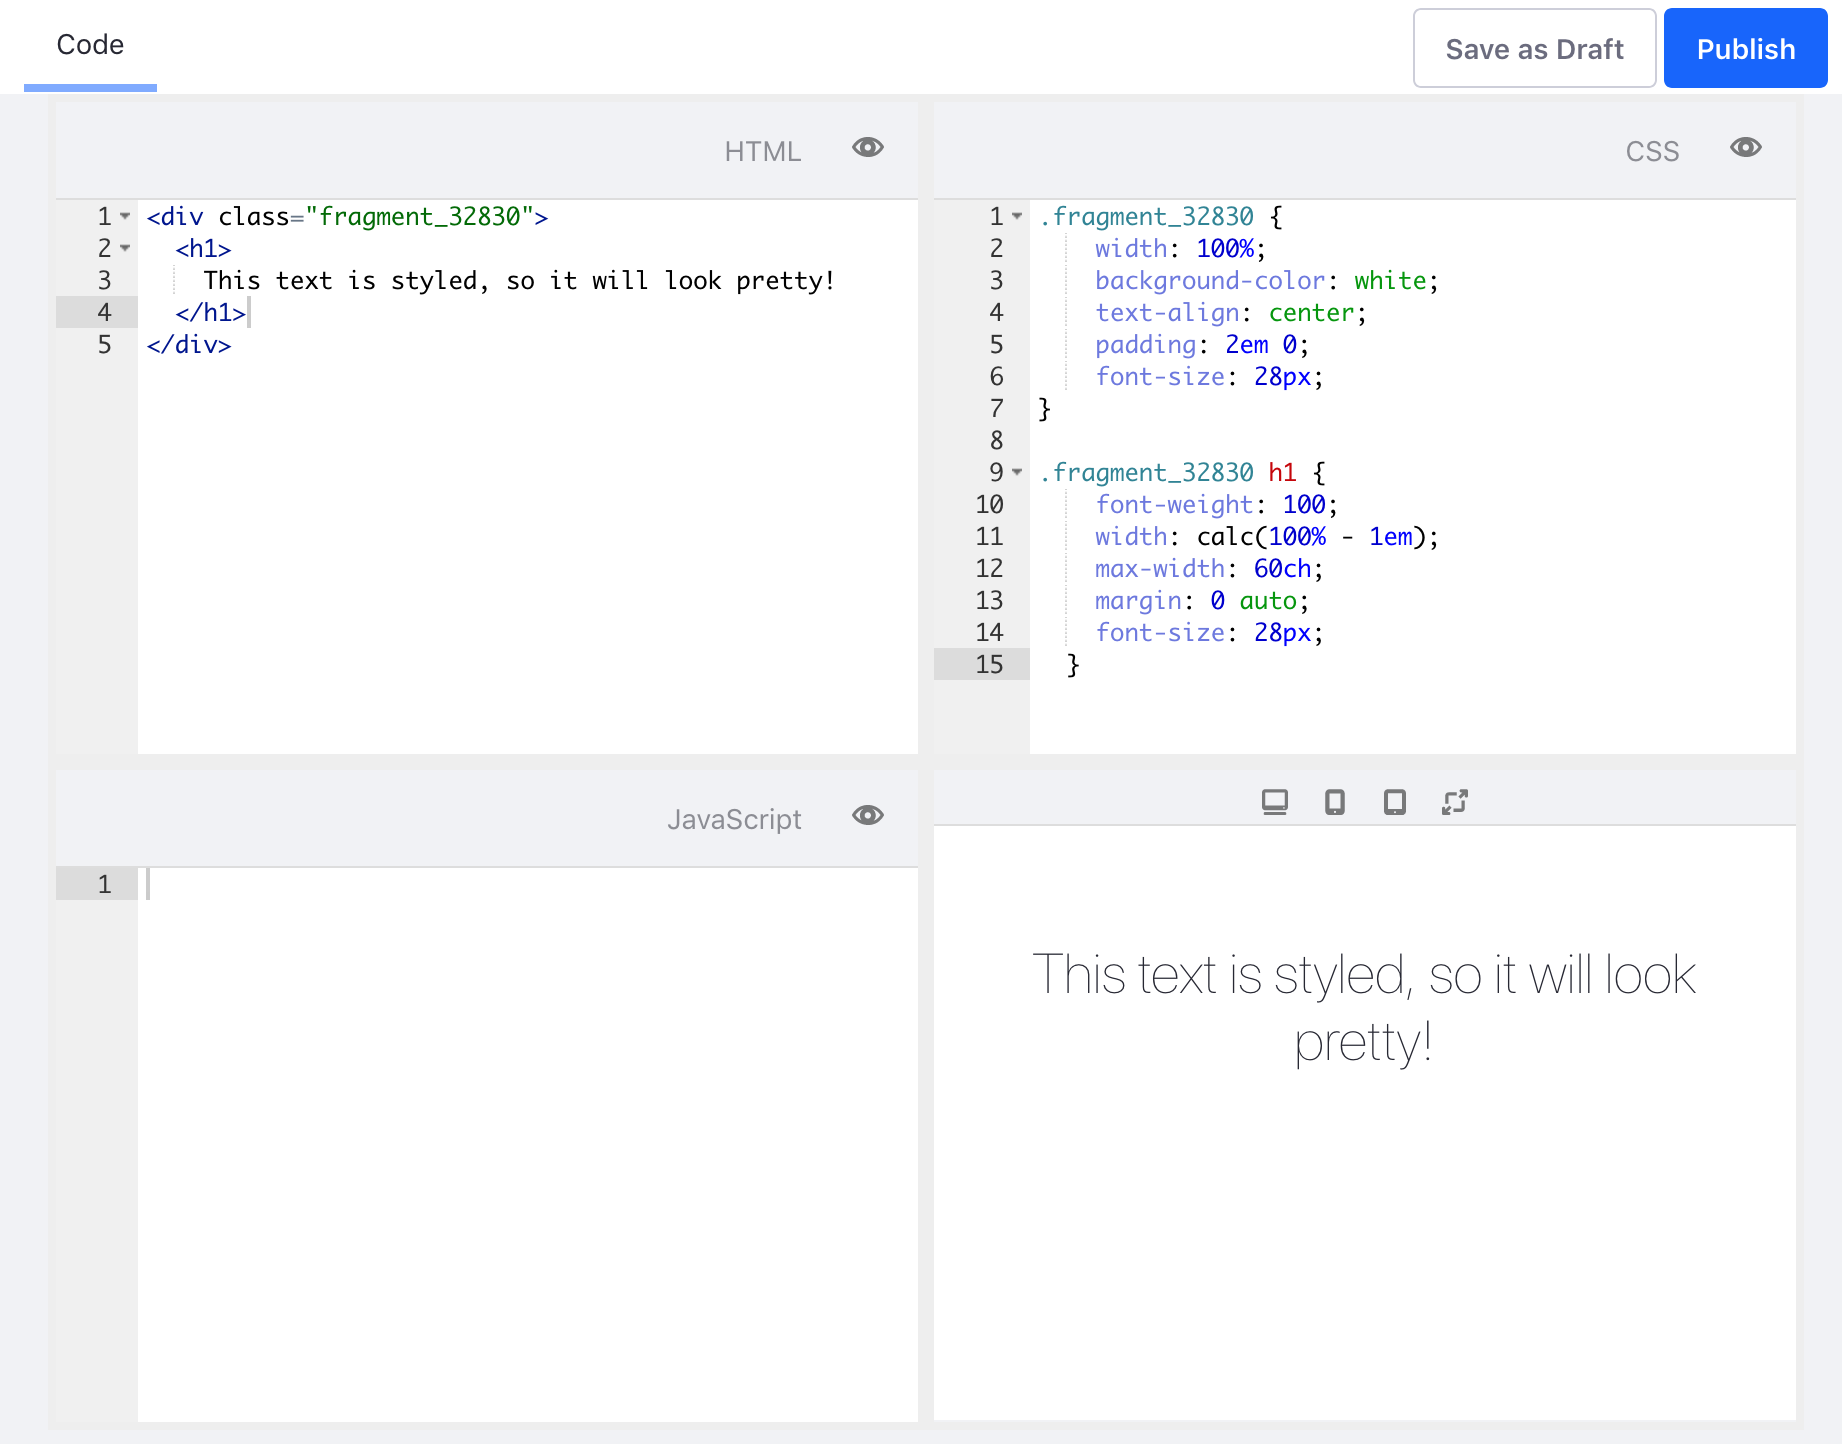 Code
Save as Draft
Publish
HTML
1 <div class="fragment_32830">
2   <h1>
3     This text is styled, so it will look pretty!
4   </h1>
5 </div>
CSS
1 .fragment_32830 {
2     width: 100%;
3     background-color: white;
4     text-align: center;
5     padding: 2em 0;
6     font-size: 28px;
7 }
8
9 .fragment_32830 h1 {
10     font-weight: 100;
11     width: calc(100% - 1em);
12     max-width: 60ch;
13     margin: 0 auto;
14     font-size: 28px;
15   }
JavaScript
1
This text is styled, so it will look
pretty!